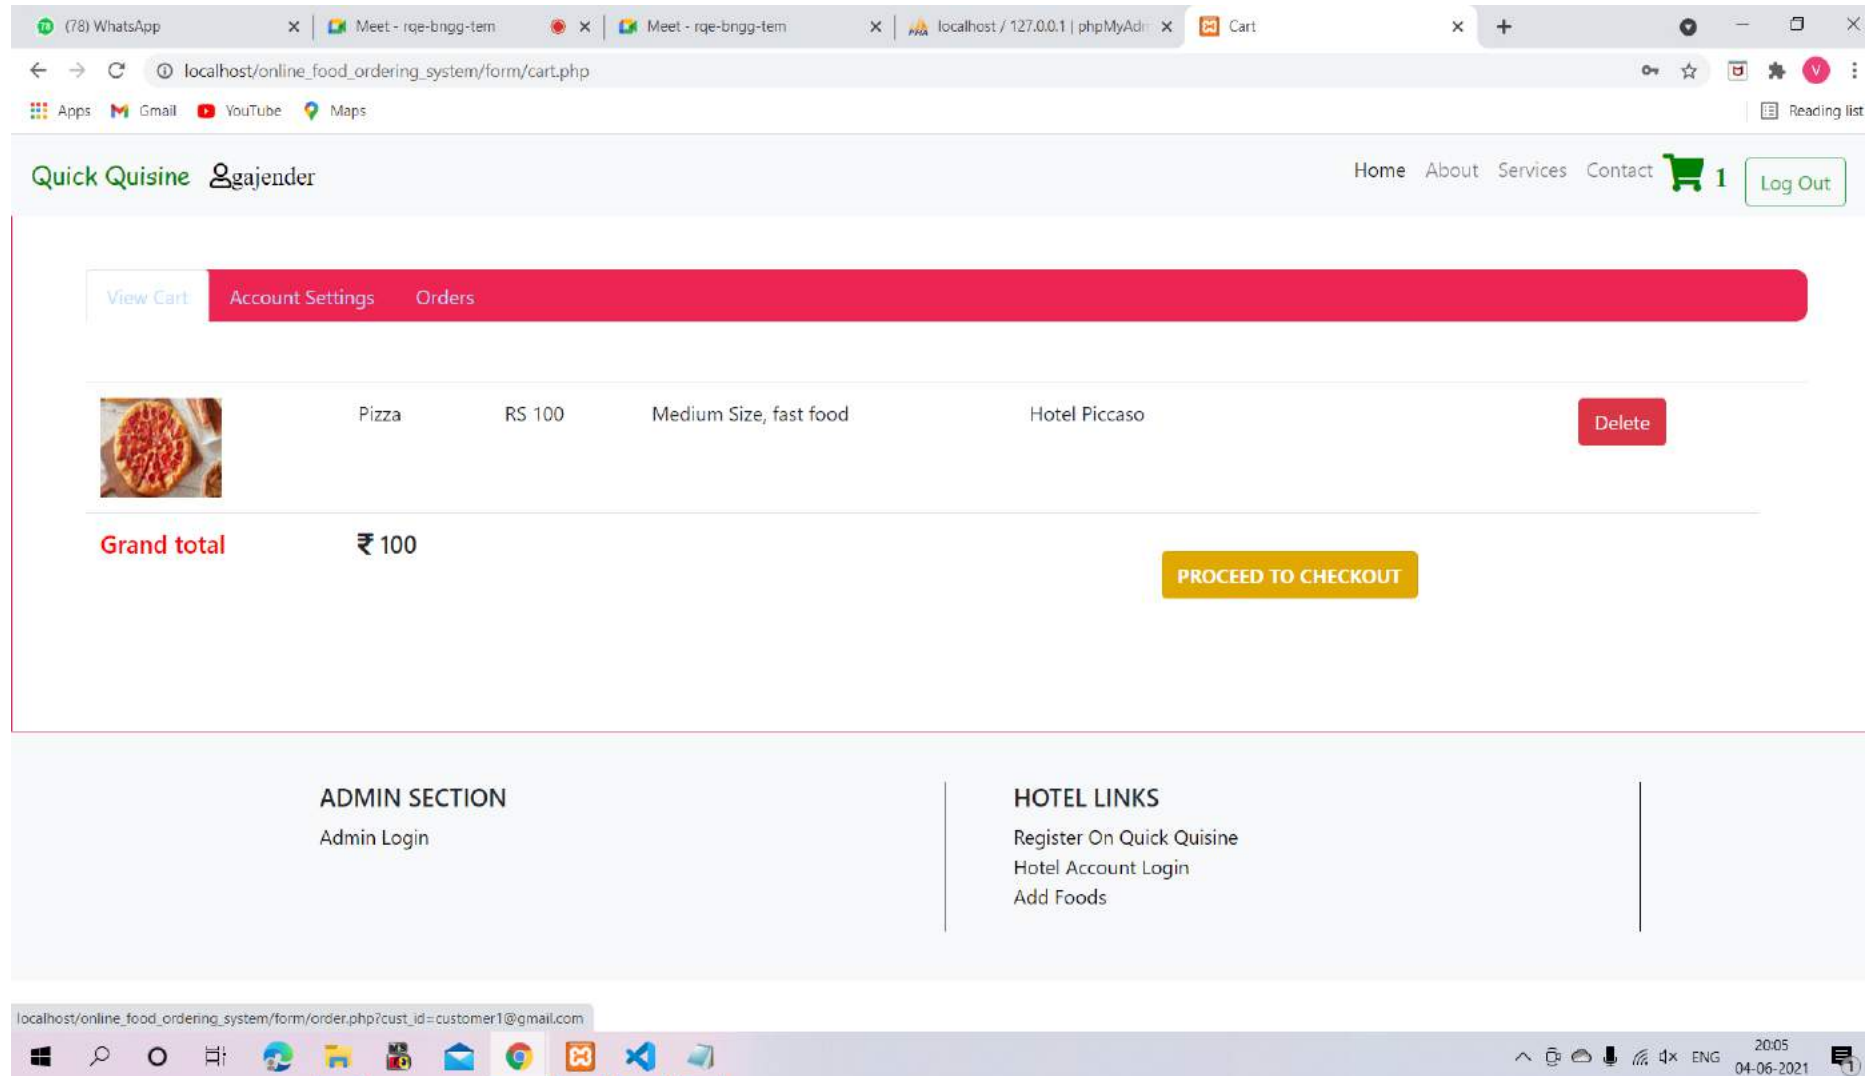 (78) WhatsApp
Meet - rqe-bngg-tem
Meet - rqe-bngg-tem
localhost / 127.0.0.1 | phpMyAdm
Cart
localhost/online_food_ordering_system/form/cart.php
Apps Gmail YouTube Maps Reading list
Quick Quisine gajender Home About Services Contact 1 Log Out
View Cart Account Settings Orders
Pizza RS 100 Medium Size, fast food Hotel Piccaso Delete
Grand total ₹ 100
PROCEED TO CHECKOUT
ADMIN SECTION
Admin Login
HOTEL LINKS
Register On Quick Quisine
Hotel Account Login
Add Foods
localhost/online_food_ordering_system/form/order.php?cust_id=customer1@gmail.com
ENG
20:05
04-06-2021